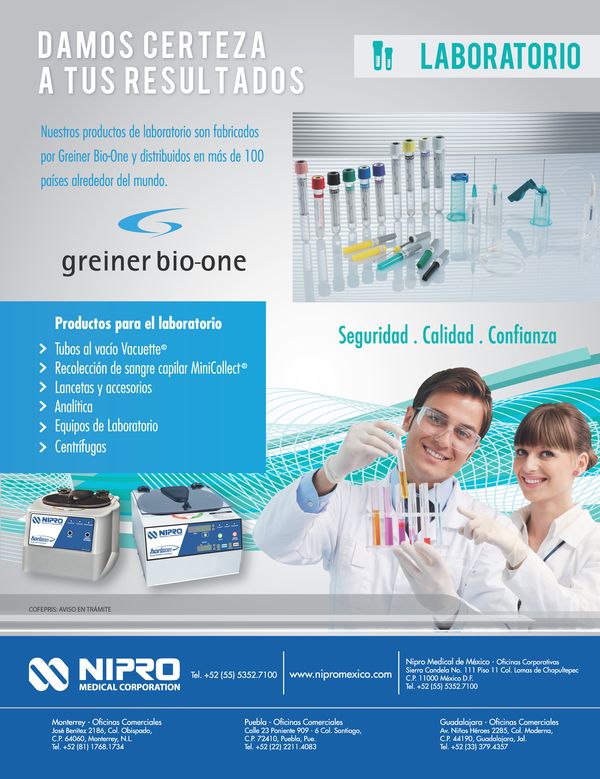 DAMOS CERTEZA
A TUS RESULTADOS
LABORATORIO
Nuestros productos de laboratorio son fabricados
por Greiner Bio-One y distribuidos en más de 100
países alrededor del mundo.
greiner bio-one
Productos para el laboratorio
Tubos al vacío Vacuette®
Recolección de sangre capilar MiniCollect®
Lancetas y accesorios
Analítica
Equipos de Laboratorio
Centrífugas
Seguridad . Calidad . Confianza
NIPRO
horizon
NIPRO
horizon
COFEPRIS: AVISO EN TRÁMITE
NIPRO
MEDICAL CORPORATION
Tel. +52 (55) 5352.7100
www.nipromexico.com
Nipro Medical de México - Oficinas Corporativas
Sierra Candela No. 111 Piso 11 Col. Lomas de Chapultepec
C.P. 11000 México D.F.
Tel. +52 (55) 5352.7100
Monterrey - Oficinas Comerciales
José Benítez 2186, Col. Obispado,
C.P. 64060, Monterrey, N.L.
Tel. +52 (81) 1768.1734
Puebla - Oficinas Comerciales
Calle 23 Poniente 909 - 6 Col. Santiago,
C.P. 72410, Puebla, Pue.
Tel. +52 (22) 2211.4083
Guadalajara - Oficinas Comerciales
Av. Niños Héroes 2285, Col. Moderna,
C.P. 44190, Guadalajara, Jal.
Tel. +52 (33) 379.4357